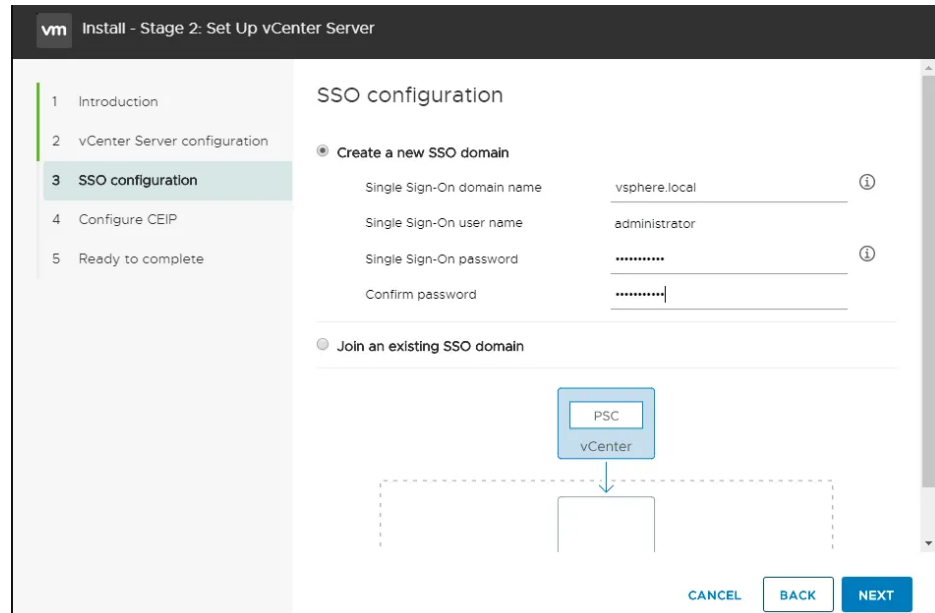 vm Install - Stage 2: Set Up vCenter Server
1 Introduction
2 vCenter Server configuration
3 SSO configuration
4 Configure CEIP
5 Ready to complete
SSO configuration
Create a new SSO domain
Single Sign-On domain name vsphere.local
Single Sign-On user name administrator
Single Sign-On password •••••••••••
Confirm password •••••••••••
Join an existing SSO domain
PSC
vCenter
CANCEL BACK NEXT